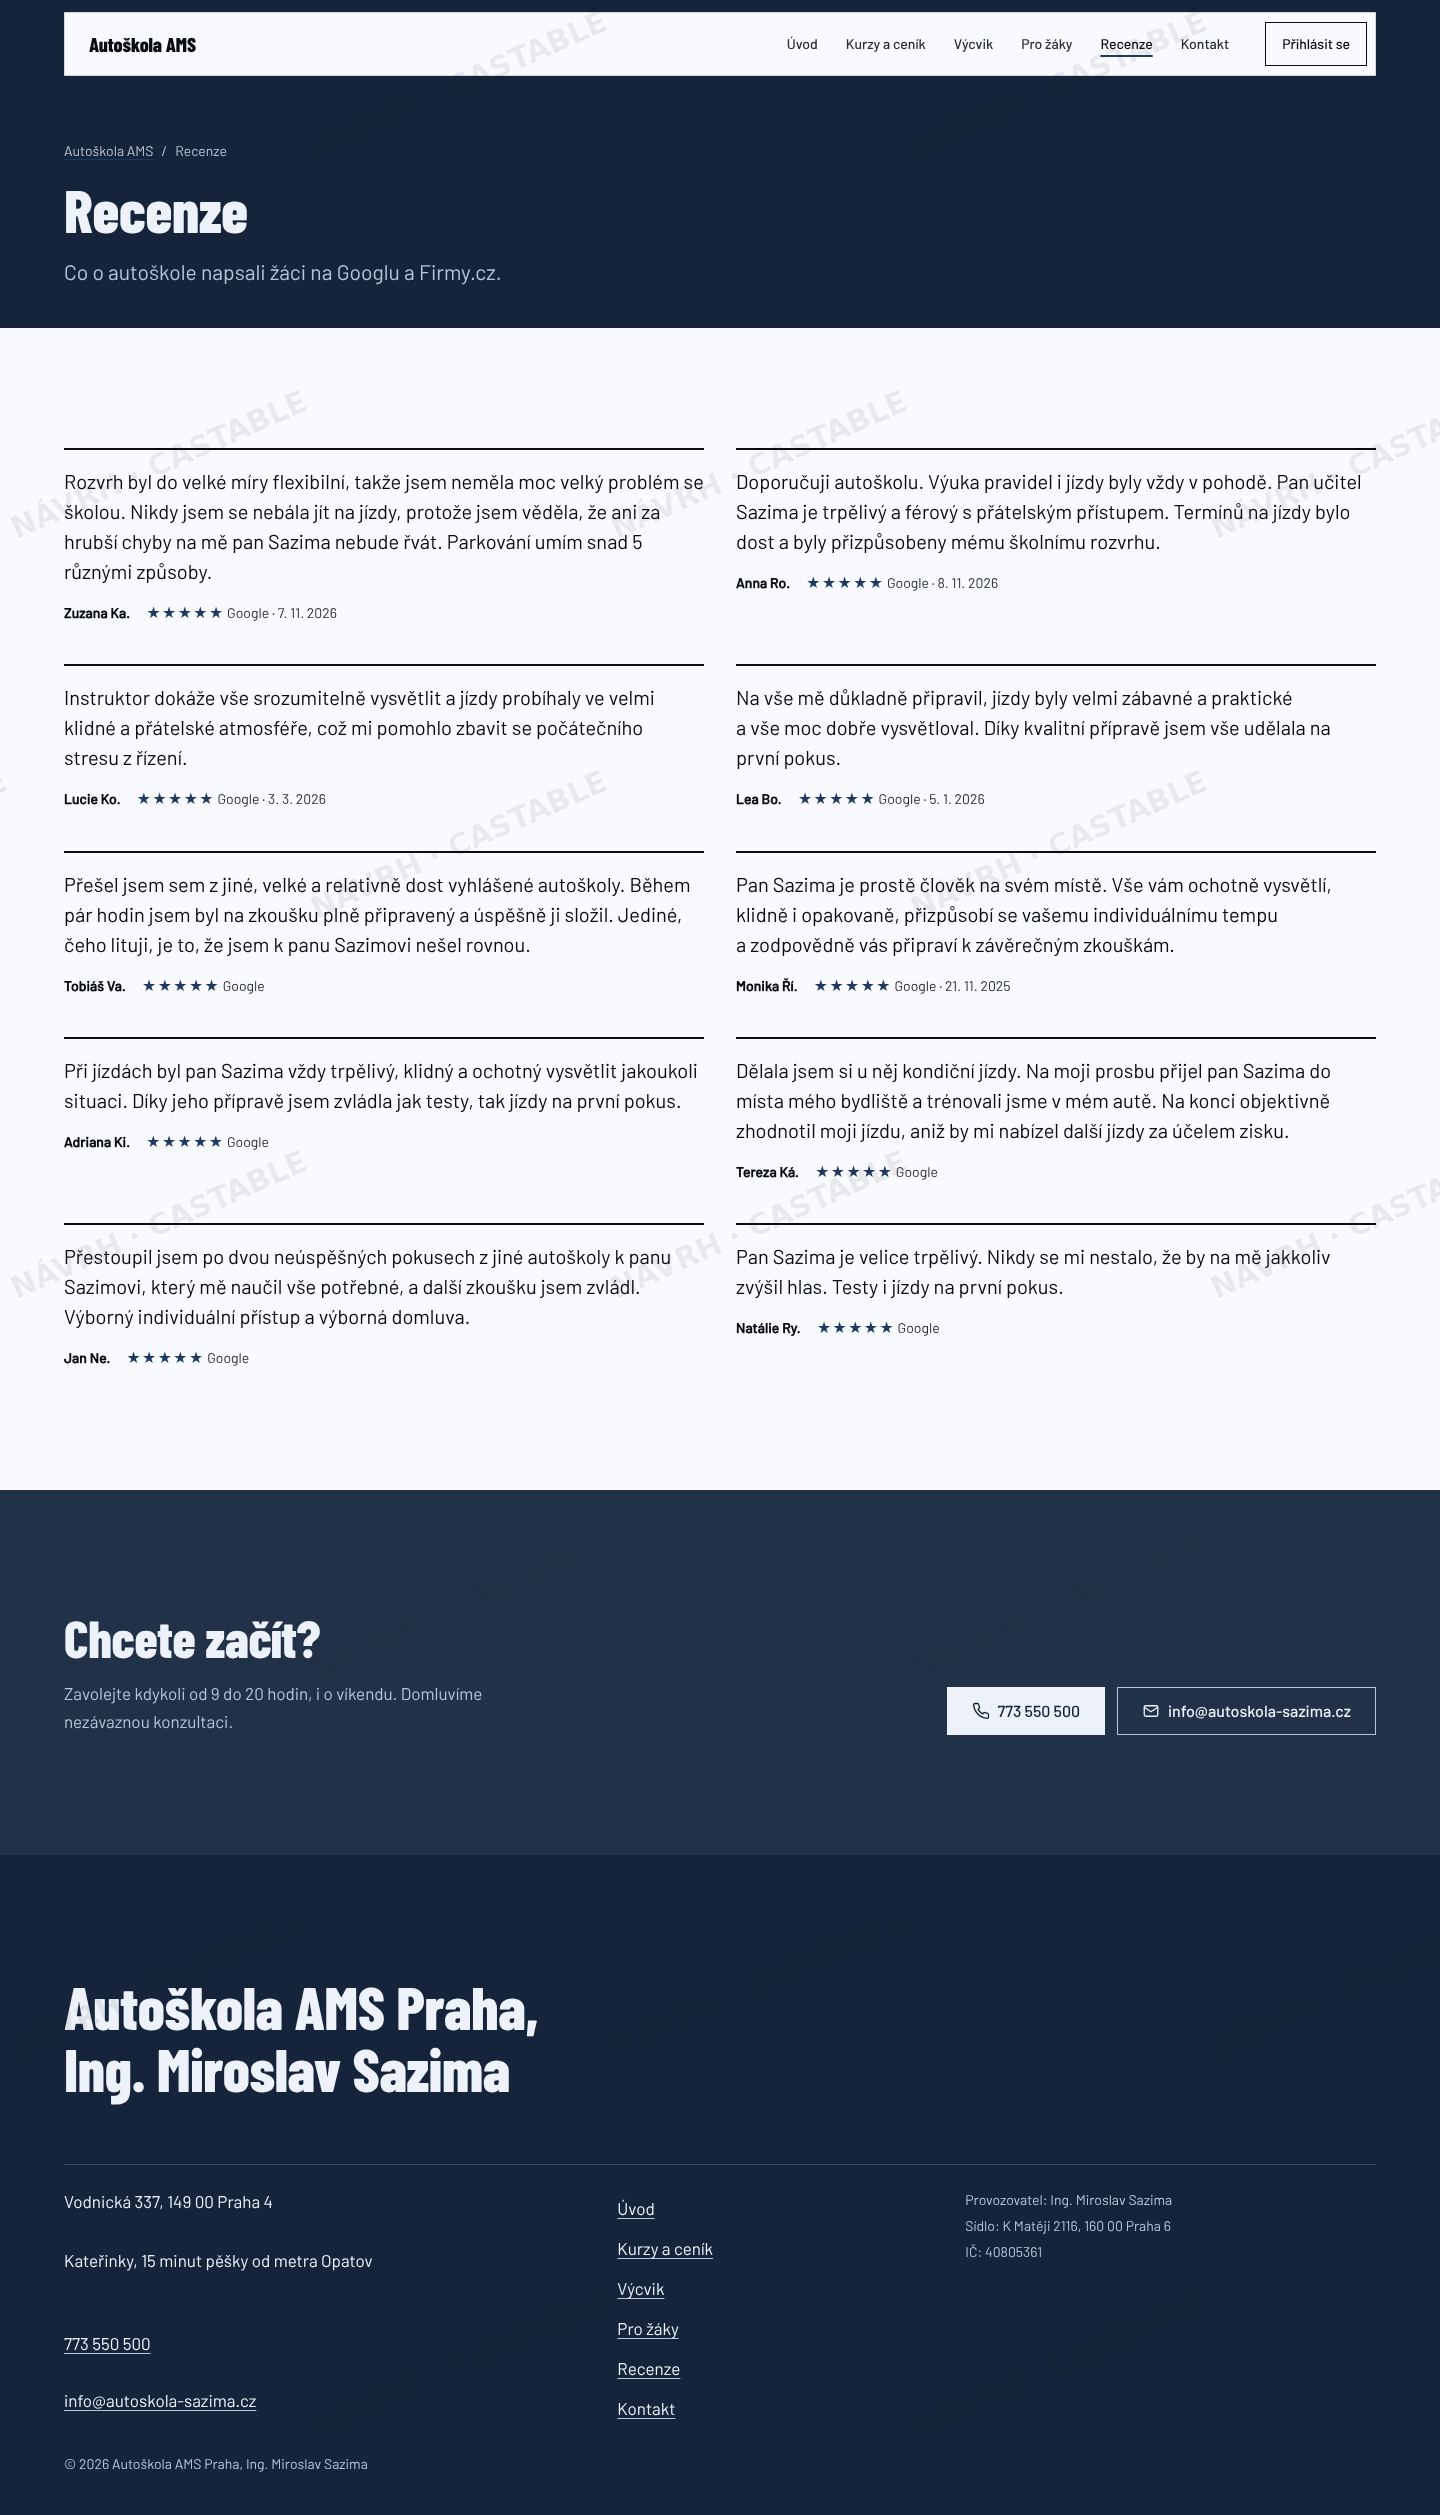 Autoškola AMS
Úvod
Kurzy a ceník
Výcvik
Pro žáky
Recenze
Kontakt
Přihlásit se
Autoškola AMS / Recenze
Recenze
Co o autoškole napsali žáci na Googlu a Firmy.cz.
Rozvrh byl do velké míry flexibilní, takže jsem neměla moc velký problém se
školou. Nikdy jsem se nebála jít na jízdy, protože jsem věděla, že ani za
hrubší chyby na mě pan Sazima nebude řvát. Parkování umím snad 5
různými způsoby.
Zuzana Ka. ★★★★★ Google · 7. 11. 2026
Doporučuji autoškolu. Výuka pravidel i jízdy byly vždy v pohodě. Pan učitel
Sazima je trpělivý a férový s přátelským přístupem. Termínů na jízdy bylo
dost a byly přizpůsobeny mému školnímu rozvrhu.
Anna Ro. ★★★★★ Google · 8. 11. 2026
Instruktor dokáže vše srozumitelně vysvětlit a jízdy probíhaly ve velmi
klidné a přátelské atmosféře, což mi pomohlo zbavit se počátečního
stresu z řízení.
Lucie Ko. ★★★★★ Google · 3. 3. 2026
Na vše mě důkladně připravil, jízdy byly velmi zábavné a praktické
a vše moc dobře vysvětloval. Díky kvalitní přípravě jsem vše udělala na
první pokus.
Lea Bo. ★★★★★ Google · 5. 1. 2026
Přešel jsem sem z jiné, velké a relativně dost vyhlášené autoškoly. Během
pár hodin jsem byl na zkoušku plně připravený a úspěšně ji složil. Jediné,
čeho lituji, je to, že jsem k panu Sazimovi nešel rovnou.
Tobiáš Va. ★★★★★ Google
Pan Sazima je prostě člověk na svém místě. Vše vám ochotně vysvětlí,
klidně i opakovaně, přizpůsobí se vašemu individuálnímu tempu
a zodpovědně vás připraví k závěrečným zkouškám.
Monika Ří. ★★★★★ Google · 21. 11. 2025
Při jízdách byl pan Sazima vždy trpělivý, klidný a ochotný vysvětlit jakoukoli
situaci. Díky jeho přípravě jsem zvládla jak testy, tak jízdy na první pokus.
Adriana Ki. ★★★★★ Google
Dělala jsem si u něj kondiční jízdy. Na moji prosbu přijel pan Sazima do
místa mého bydliště a trénovali jsme v mém autě. Na konci objektivně
zhodnotil moji jízdu, aniž by mi nabízel další jízdy za účelem zisku.
Tereza Ká. ★★★★★ Google
Přestoupil jsem po dvou neúspěšných pokusech z jiné autoškoly k panu
Sazimovi, který mě naučil vše potřebné, a další zkoušku jsem zvládl.
Výborný individuální přístup a výborná domluva.
Jan Ne. ★★★★★ Google
Pan Sazima je velice trpělivý. Nikdy se mi nestalo, že by na mě jakkoliv
zvýšil hlas. Testy i jízdy na první pokus.
Natálie Ry. ★★★★★ Google
NÁVRH · CASTABLE
Chcete začít?
Zavolejte kdykoli od 9 do 20 hodin, i o víkendu. Domluvíme
nezávaznou konzultaci.
773 550 500
info@autoskola-sazima.cz
Autoškola AMS Praha,
Ing. Miroslav Sazima
Vodnická 337, 149 00 Praha 4
Kateřinky, 15 minut pěšky od metra Opatov
773 550 500
info@autoskola-sazima.cz
Úvod
Kurzy a ceník
Výcvik
Pro žáky
Recenze
Kontakt
Provozovatel: Ing. Miroslav Sazima
Sídlo: K Matěji 2116, 160 00 Praha 6
IČ: 40805361
© 2026 Autoškola AMS Praha, Ing. Miroslav Sazima